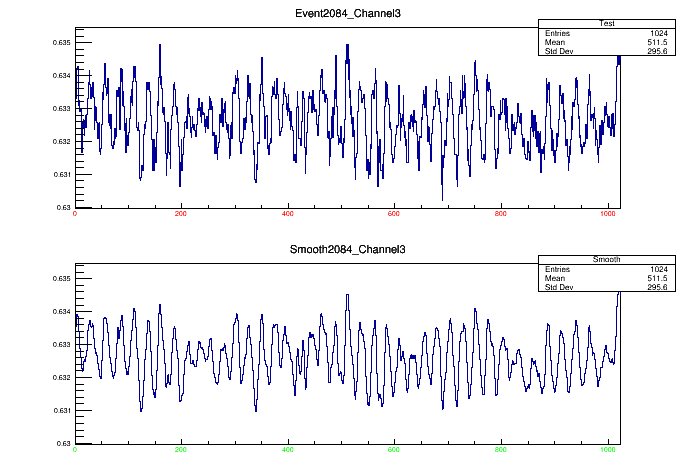 Event2084_Channel3
Test
Entries 1024
Mean 511.5
Std Dev 295.6
0.635
0.634
0.633
0.632
0.631
0.63
0 200 400 600 800 1000
Smooth2084_Channel3
Smooth
Entries 1024
Mean 511.5
Std Dev 295.6
0.635
0.634
0.633
0.632
0.631
0.63
0 200 400 600 800 1000